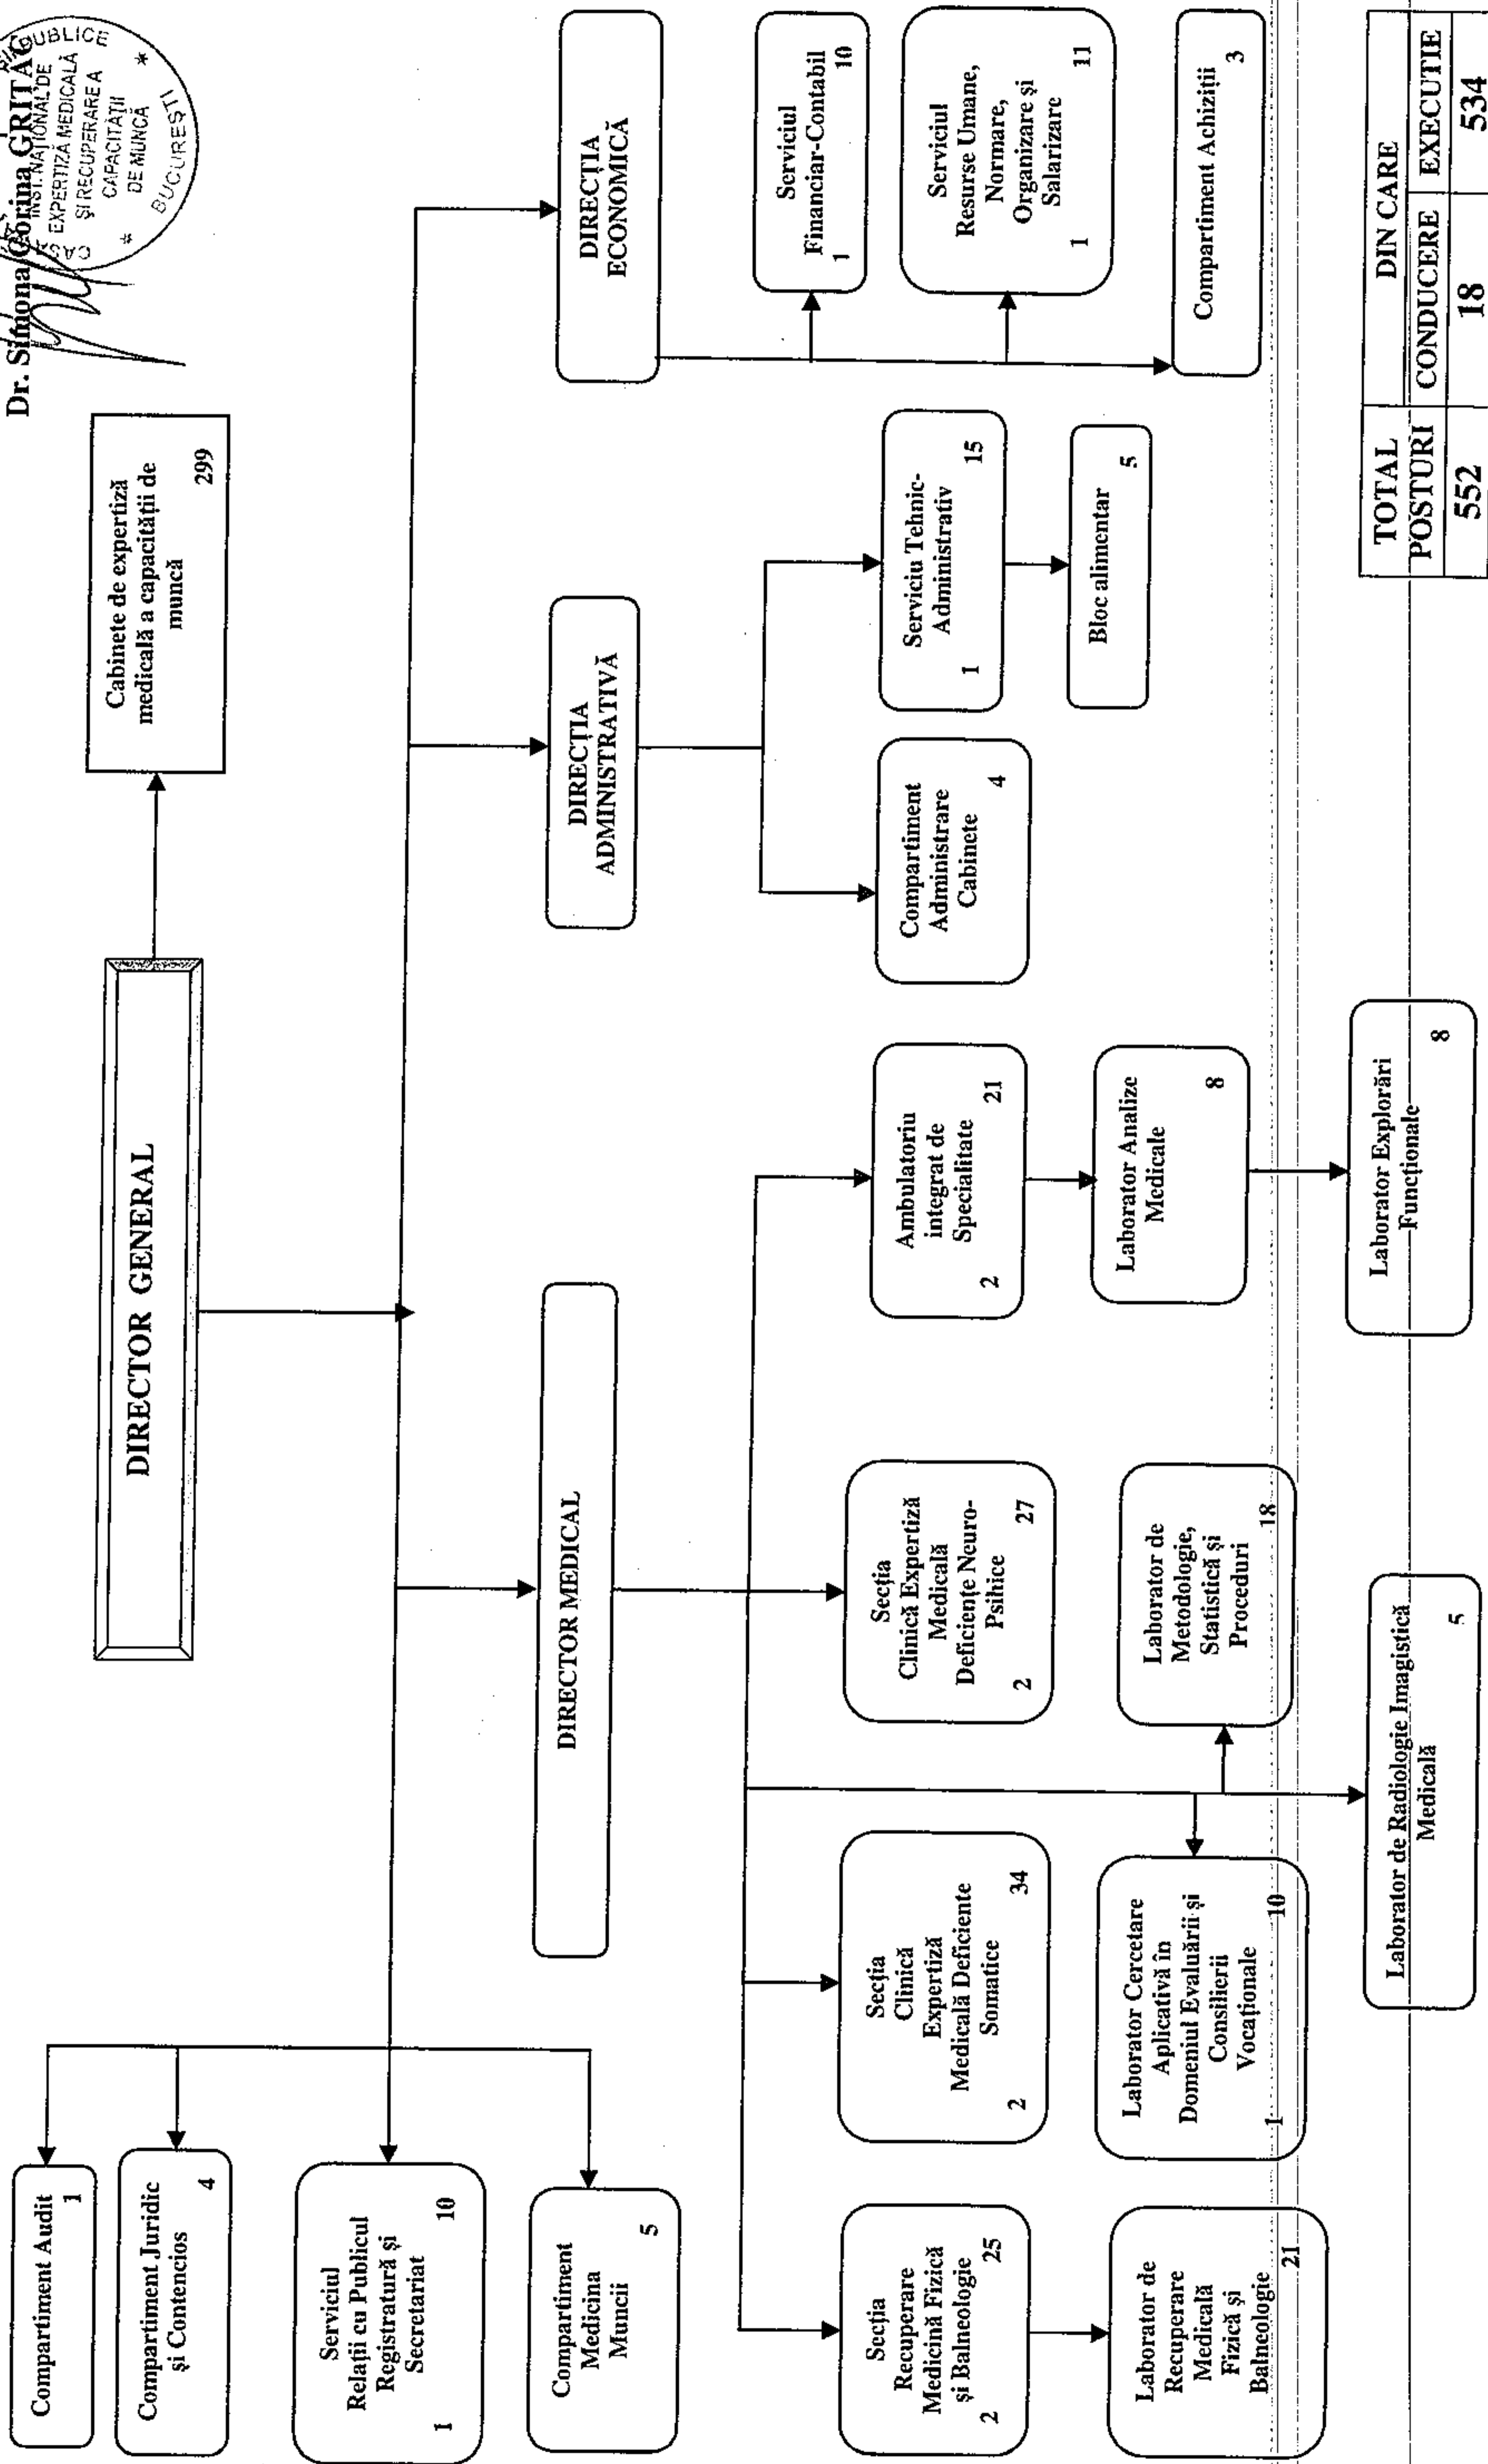 Dr. Simona Corina GRITAC
PUBLICE
INST. NAȚIONAL DE
EXPERTIZĂ MEDICALĂ
ȘI RECUPERARE A
CAPACITĂȚII
DE MUNCĂ
* BUCUREȘTI *
DIRECTOR GENERAL
Cabinete de expertiză
medicală a capacității de
muncă
299
Compartiment Audit
1
Compartiment Juridic
și Contencios
4
Serviciul
Relații cu Publicul
Registratură și
Secretariat
1 10
Compartiment
Medicina
Muncii
5
DIRECTOR MEDICAL
DIRECȚIA
ADMINISTRATIVĂ
DIRECȚIA
ECONOMICĂ
Secția
Recuperare
Medicină Fizică
și Balneologie
2 25
Secția
Clinică
Expertiză
Medicală Deficiente
Somatice
2 34
Secția
Clinică Expertiză
Medicală
Deficiențe Neuro-
Psihice
2 27
Ambulatoriu
integrat de
Specialitate
2 21
Compartiment
Administrare
Cabinete
4
Serviciu Tehnic-
Administrativ
1 15
Serviciul
Financiar-Contabil
1 10
Serviciul
Resurse Umane,
Normare,
Organizare și
Salarizare
1 11
Laborator de
Recuperare
Medicală
Fizică și
Balneologie
21
Laborator Cercetare
Aplicativă în
Domeniul Evaluării și
Consilierii
Vocaționale
1 10
Laborator de
Metodologie,
Statistică și
Proceduri
18
Laborator Analize
Medicale
8
Bloc alimentar
5
Compartiment Achiziții
3
Laborator de Radiologie Imagistică
Medicală
5
Laborator Explorări
Funcționale
8
TOTAL
POSTURI
DIN CARE
CONDUCERE EXECUTIE
552 18 534